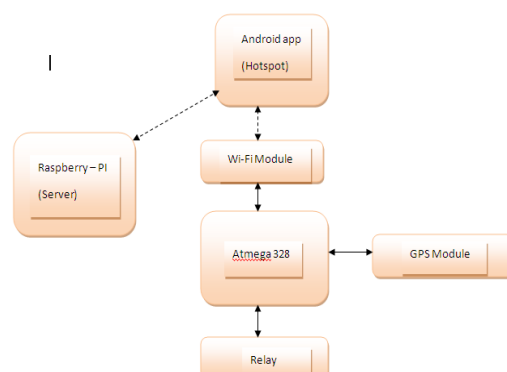 Android app
(Hotspot)
Wi-Fi Module
Raspberry – PI
(Server)
Atmega 328
GPS Module
Relay